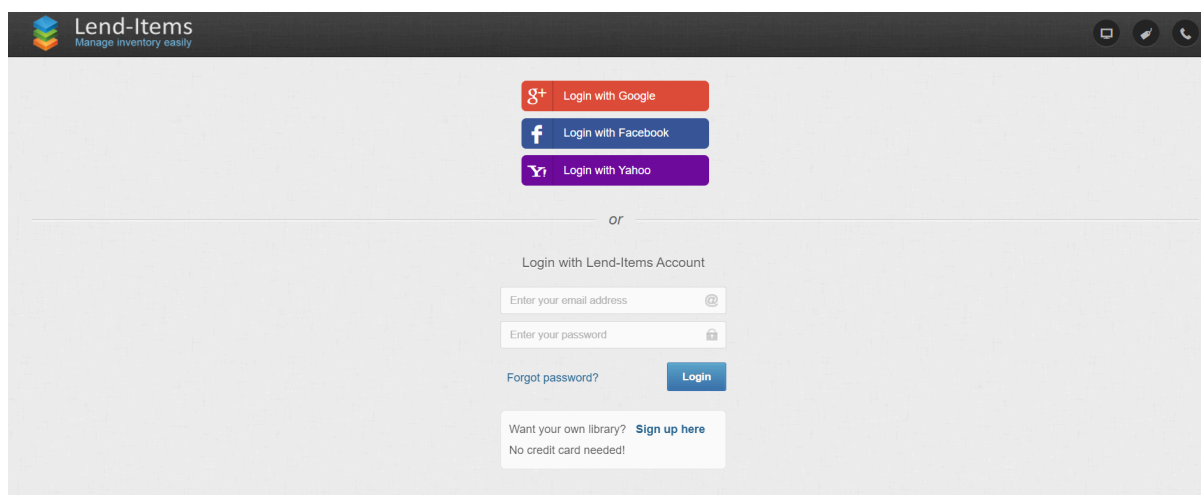 Lend-Items
Manage inventory easily
g+ Login with Google
f Login with Facebook
Y! Login with Yahoo
or
Login with Lend-Items Account
Enter your email address @
Enter your password
Forgot password? Login
Want your own library? Sign up here
No credit card needed!